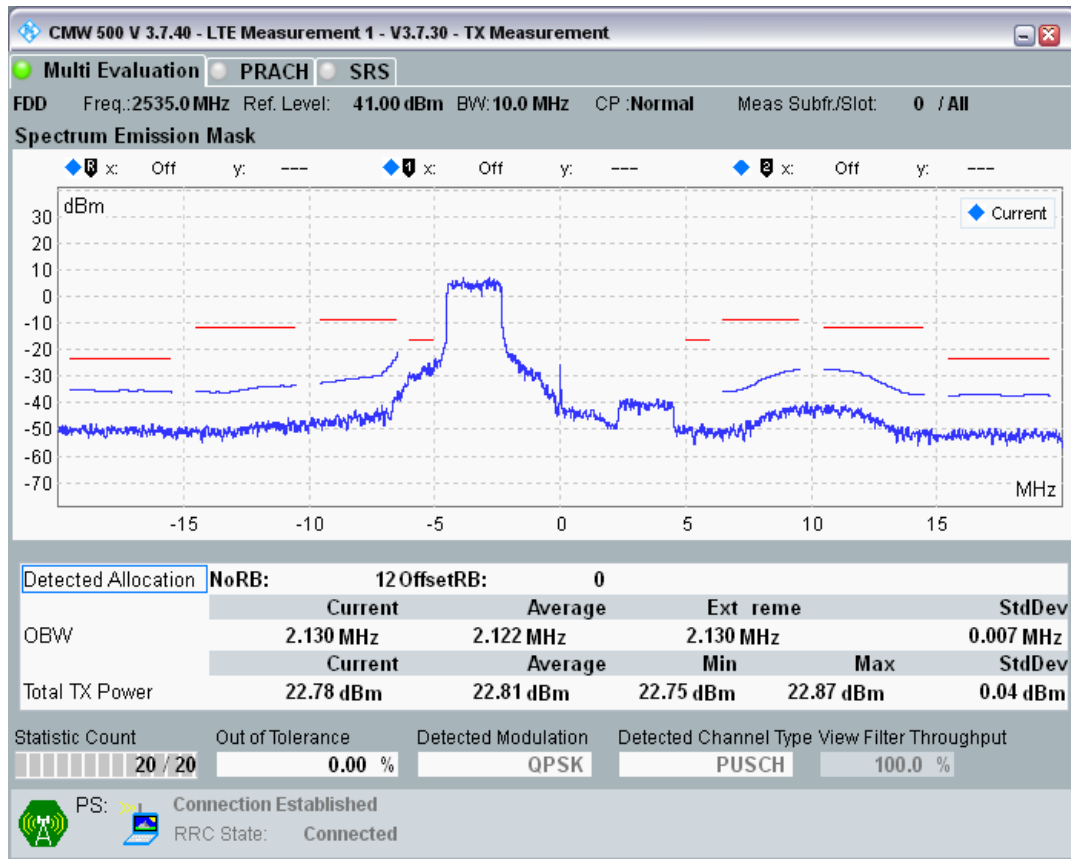 CMW 500 V 3.7.40 - LTE Measurement 1 - V3.7.30 - TX Measurement
Multi Evaluation PRACH SRS
FDD Freq.:2535.0 MHz Ref. Level: 41.00 dBm BW:10.0 MHz CP :Normal Meas Subfr./Slot: 0 / All
Spectrum Emission Mask
R x: Off y: --- 1 x: Off y: --- 2 x: Off y: ---
dBm
Current
30
20
10
0
-10
-20
-30
-40
-50
-60
-70
MHz
-15 -10 -5 0 5 10 15
Detected Allocation NoRB: 12 OffsetRB: 0
Current Average Ext reme StdDev
OBW 2.130 MHz 2.122 MHz 2.130 MHz 0.007 MHz
Current Average Min Max StdDev
Total TX Power 22.78 dBm 22.81 dBm 22.75 dBm 22.87 dBm 0.04 dBm
Statistic Count Out of Tolerance Detected Modulation Detected Channel Type View Filter Throughput
20 / 20 0.00 % QPSK PUSCH 100.0 %
PS: Connection Established
RRC State: Connected